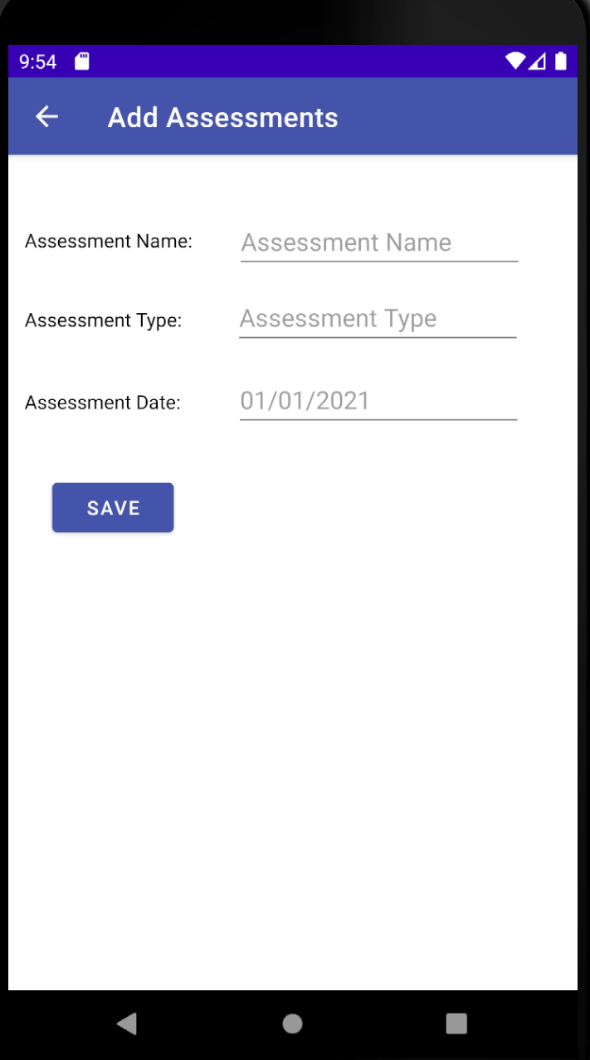 9:54
Add Assessments
Assessment Name: Assessment Name
Assessment Type: Assessment Type
Assessment Date: 01/01/2021
SAVE